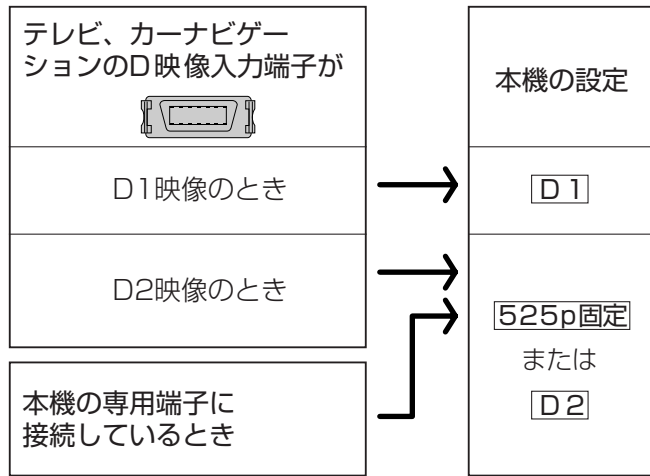 テレビ、カーナビゲー
ションのD映像入力端子が
D1映像のとき
D2映像のとき
本機の専用端子に
接続しているとき
本機の設定
D1
525p固定
または
D2